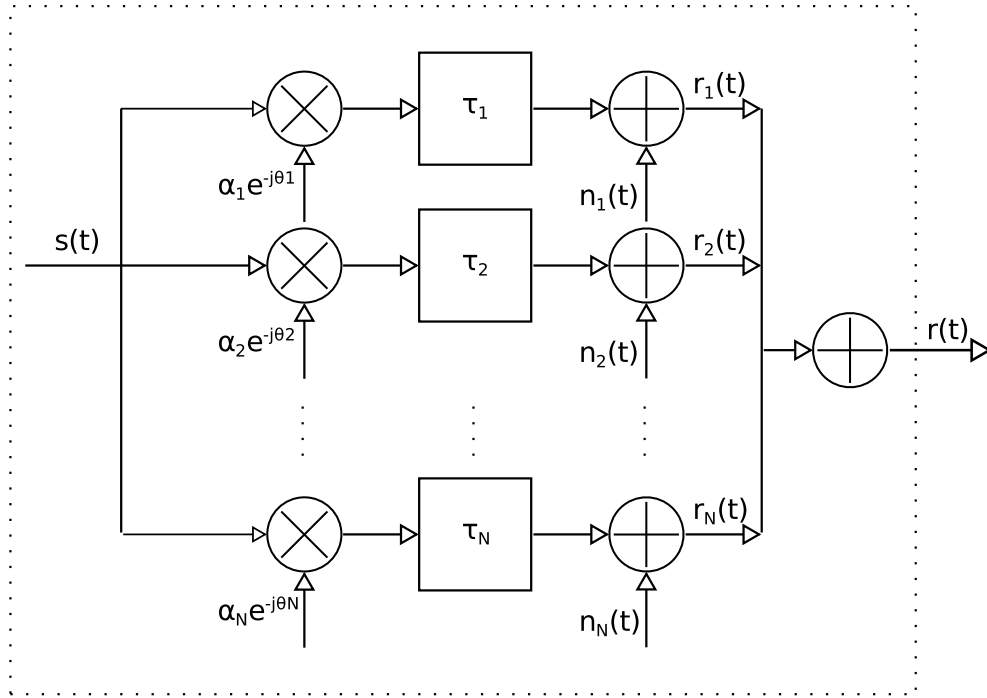 τ₁
r₁(t)
α₁e⁻ʲᶿ¹
n₁(t)
s(t)
τ₂
r₂(t)
α₂e⁻ʲᶿ²
n₂(t)
r(t)
τN
rN(t)
αNe⁻ʲᶿᴺ
nN(t)